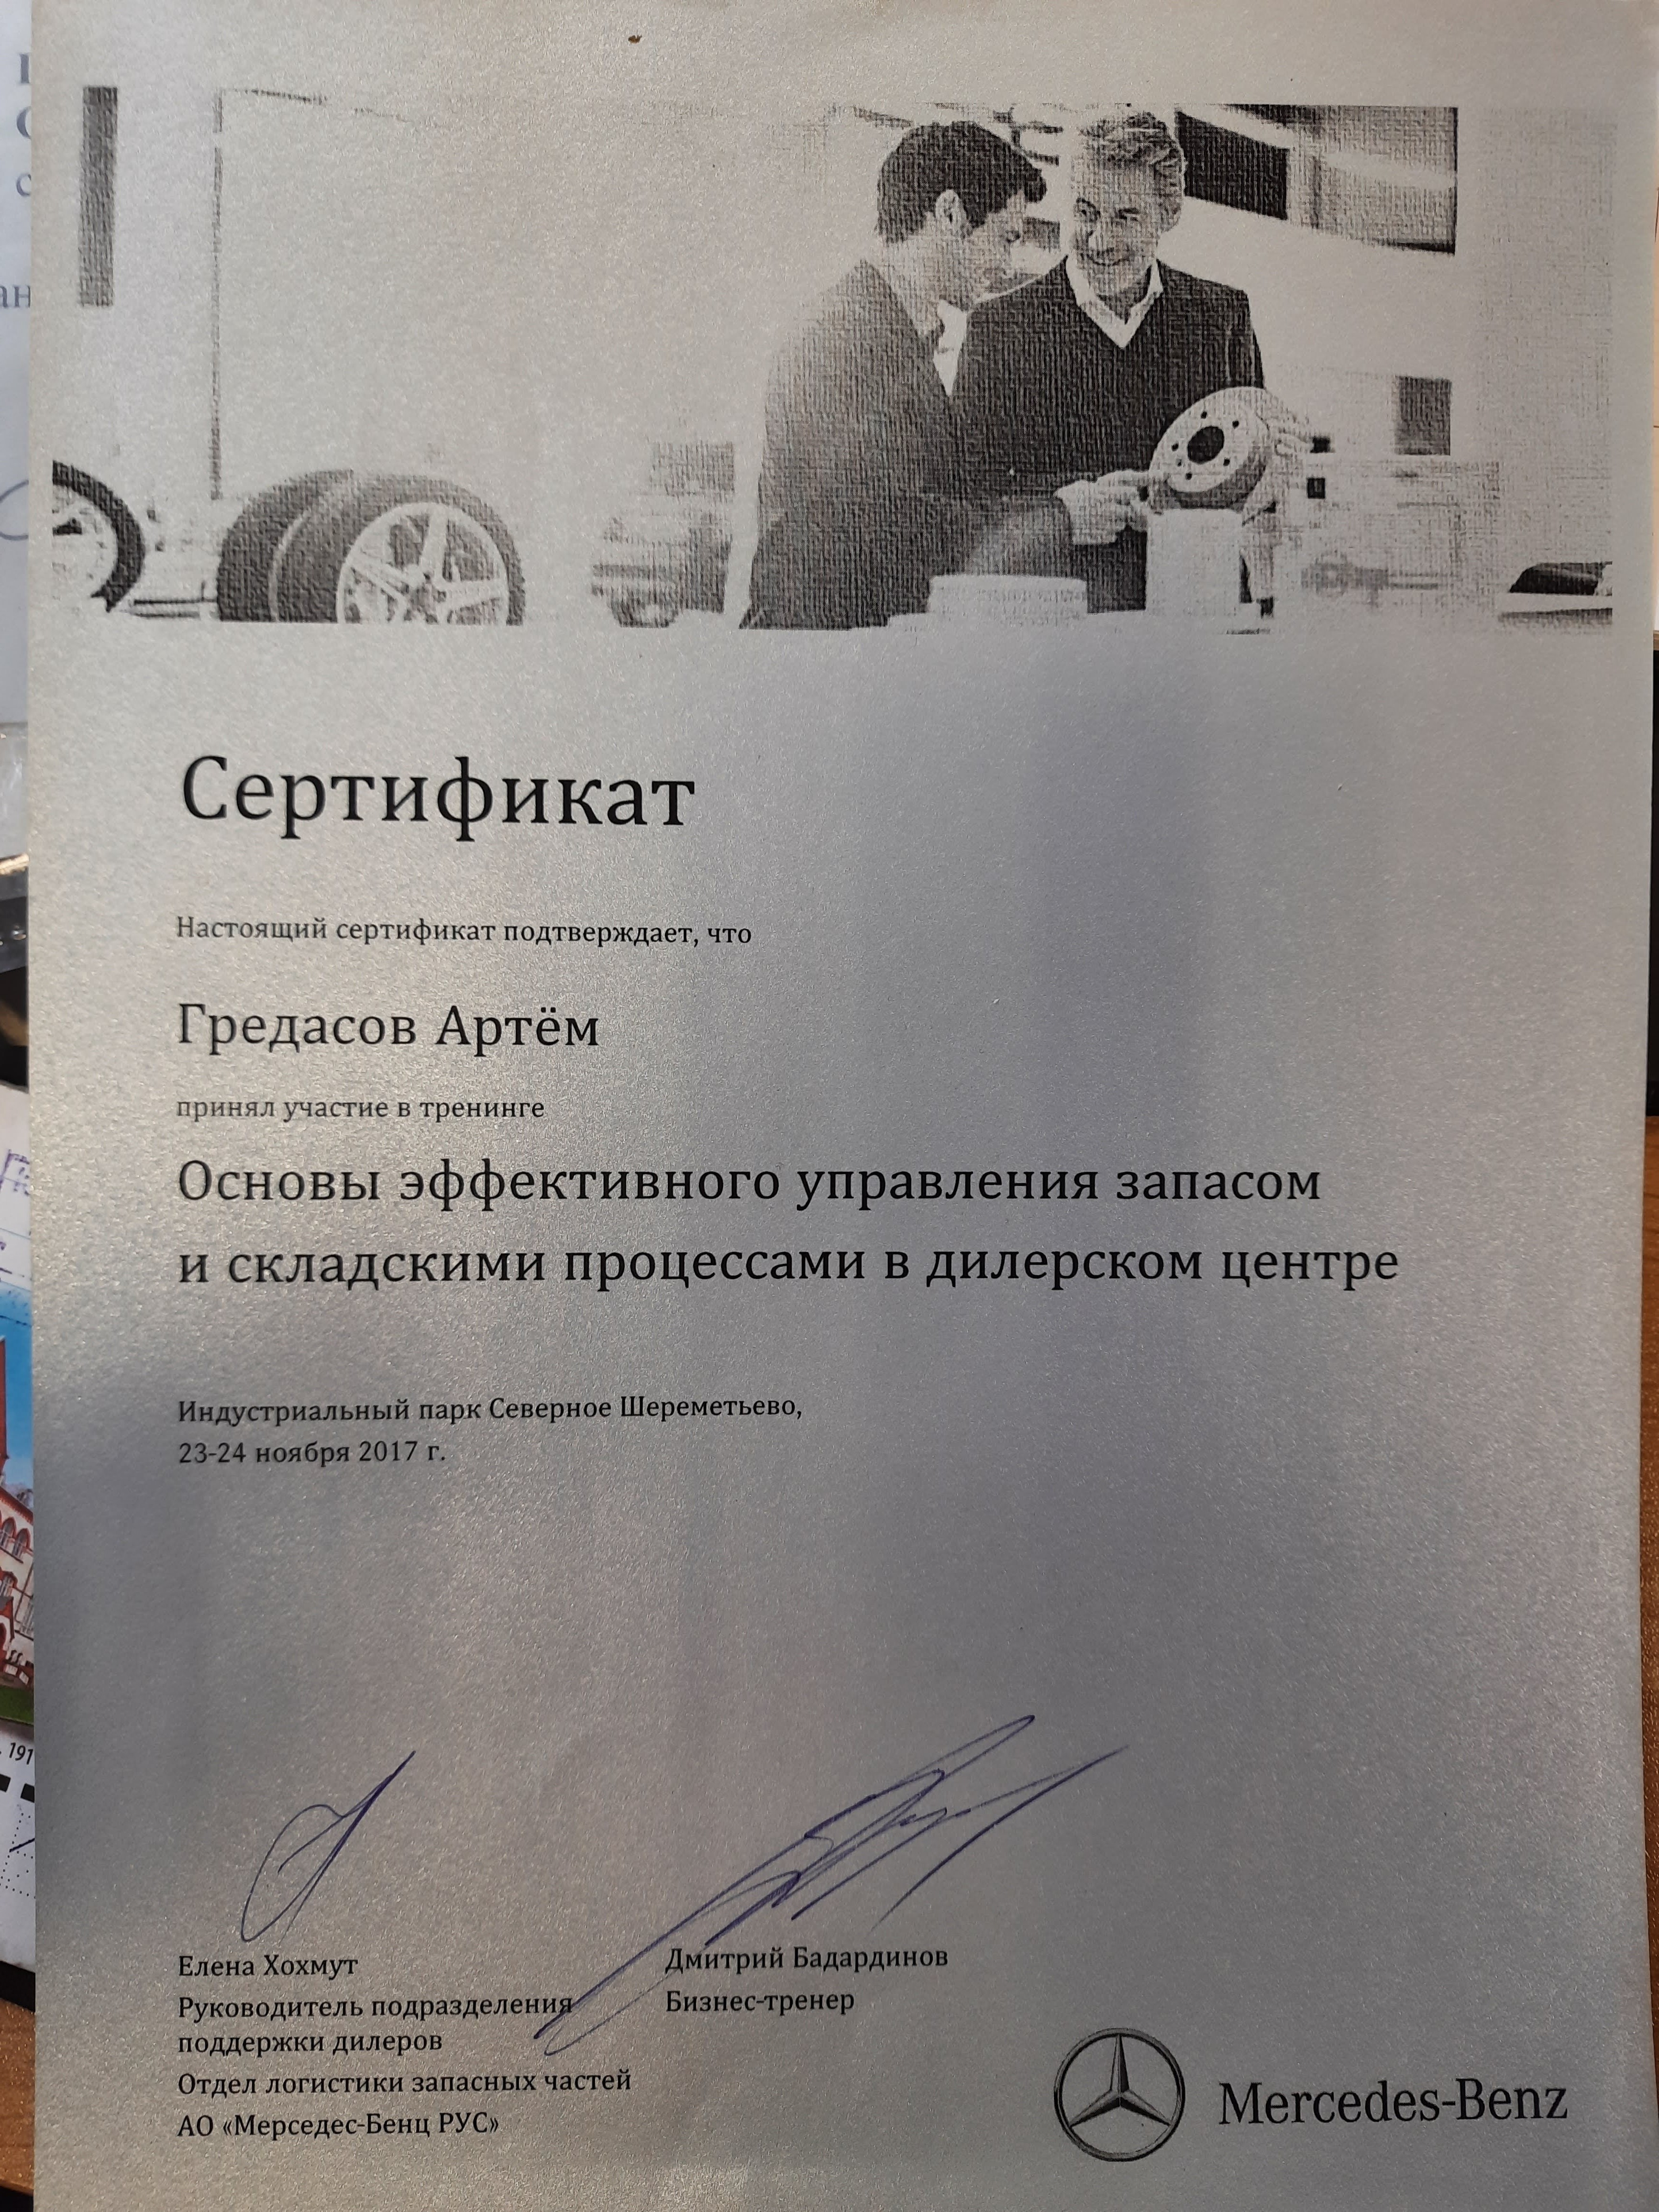 Сертификат
Настоящий сертификат подтверждает, что
Гредасов Артём
принял участие в тренинге
Основы эффективного управления запасом
и складскими процессами в дилерском центре
Индустриальный парк Северное Шереметьево,
23-24 ноября 2017 г.
Елена Хохмут
Руководитель подразделения
поддержки дилеров
Отдел логистики запасных частей
АО «Мерседес-Бенц РУС»
Дмитрий Бадардинов
Бизнес-тренер
Mercedes-Benz
191